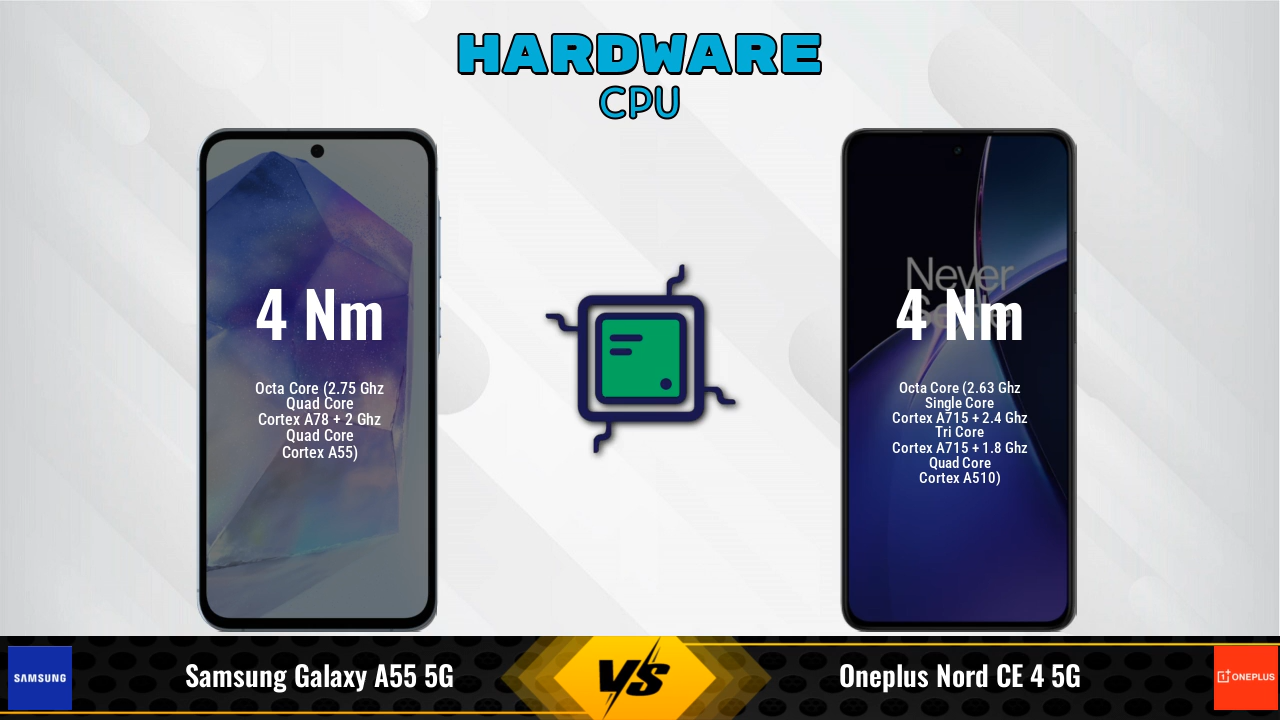 HARDWARE
CPU
4 Nm
Octa Core (2.75 Ghz
Quad Core
Cortex A78 + 2 Ghz
Quad Core
Cortex A55)
Never
4 Nm
Octa Core (2.63 Ghz
Single Core
Cortex A715 + 2.4 Ghz
Tri Core
Cortex A715 + 1.8 Ghz
Quad Core
Cortex A510)
SAMSUNG
Samsung Galaxy A55 5G
VS
Oneplus Nord CE 4 5G
1+ ONEPLUS